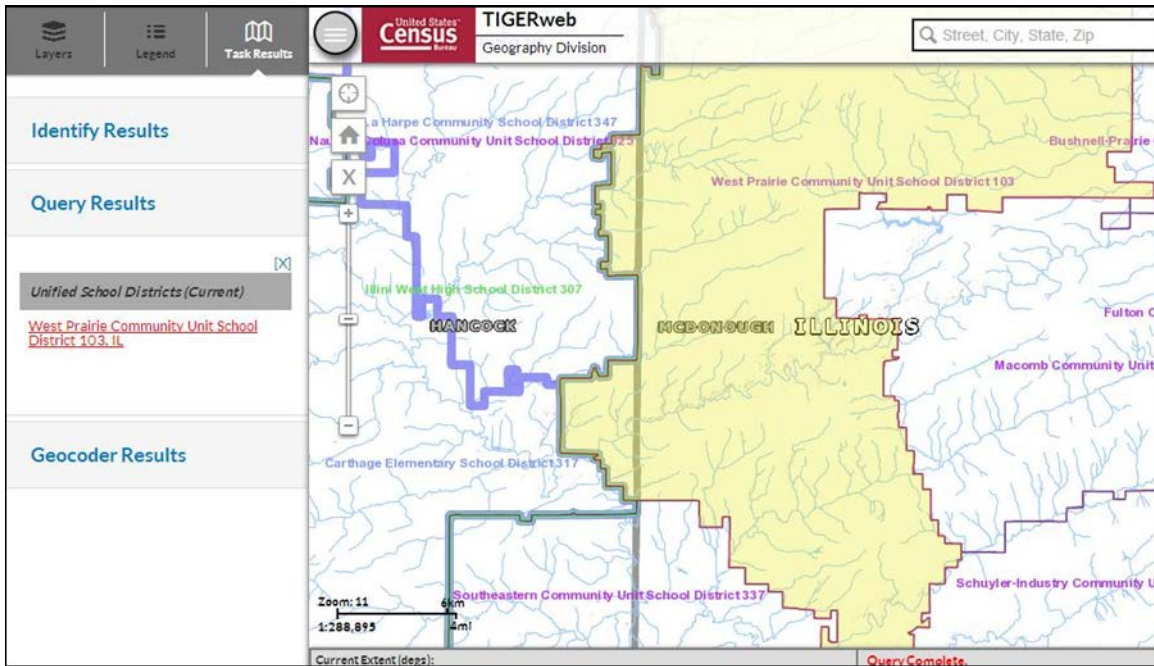 Layers
Legend
Task Results
United States™
Census
Bureau
TIGERweb
Geography Division
Street, City, State, Zip
Identify Results
Query Results
[X]
Unified School Districts (Current)
West Prairie Community Unit School
District 103, IL
Geocoder Results
X
La Harpe Community School District 347
Colusa Community Unit School District 325
Bushnell-Prairie
West Prairie Community Unit School District 103
Illini West High School District 307
HANCOCK
MCDONOUGH
ILLINOIS
Fulton C
Macomb Community Unit
Carthage Elementary School District 317
Southeastern Community Unit School District 337
Schuyler-Industry Community U
Zoom: 11
6km
1:288,895
4mi
Current Extent (degs):
Query Complete.